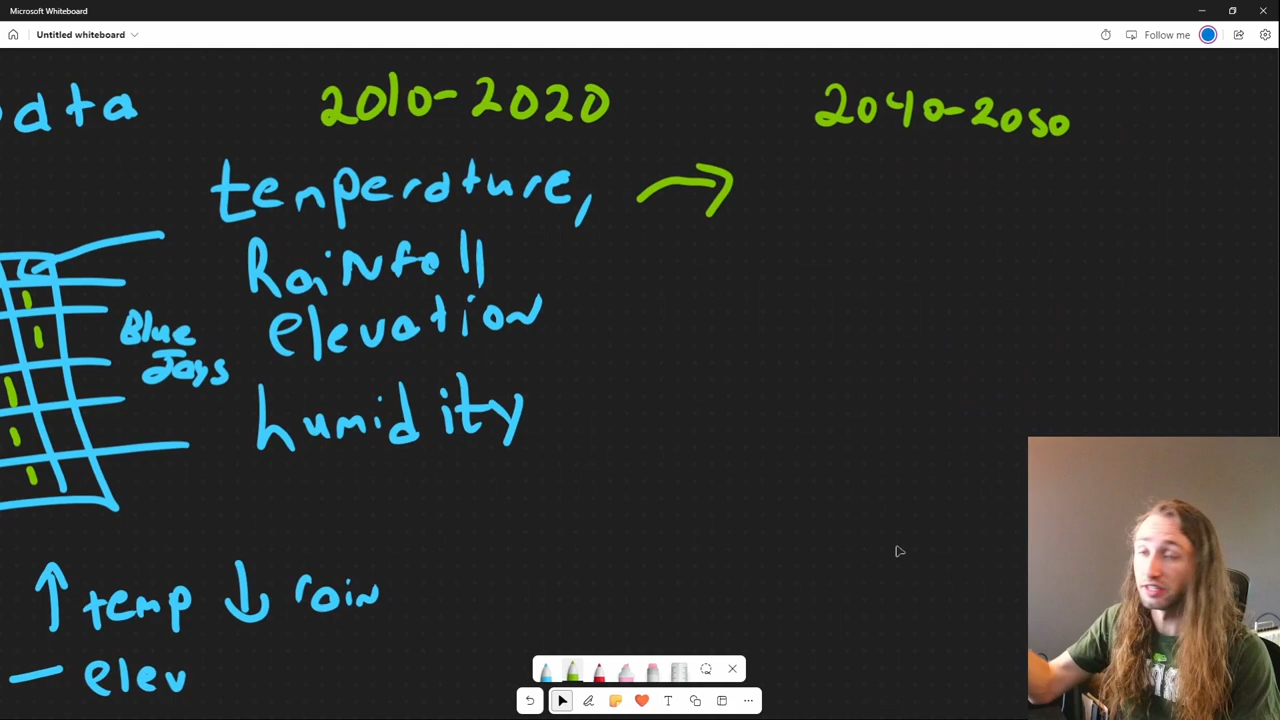 Microsoft Whiteboard
Untitled whiteboard
Follow me
data
2010-2020
2040-2050
temperature,
Rainfall
elevation
humidity
Blue
Jays
↑ temp ↓ rain
— elev